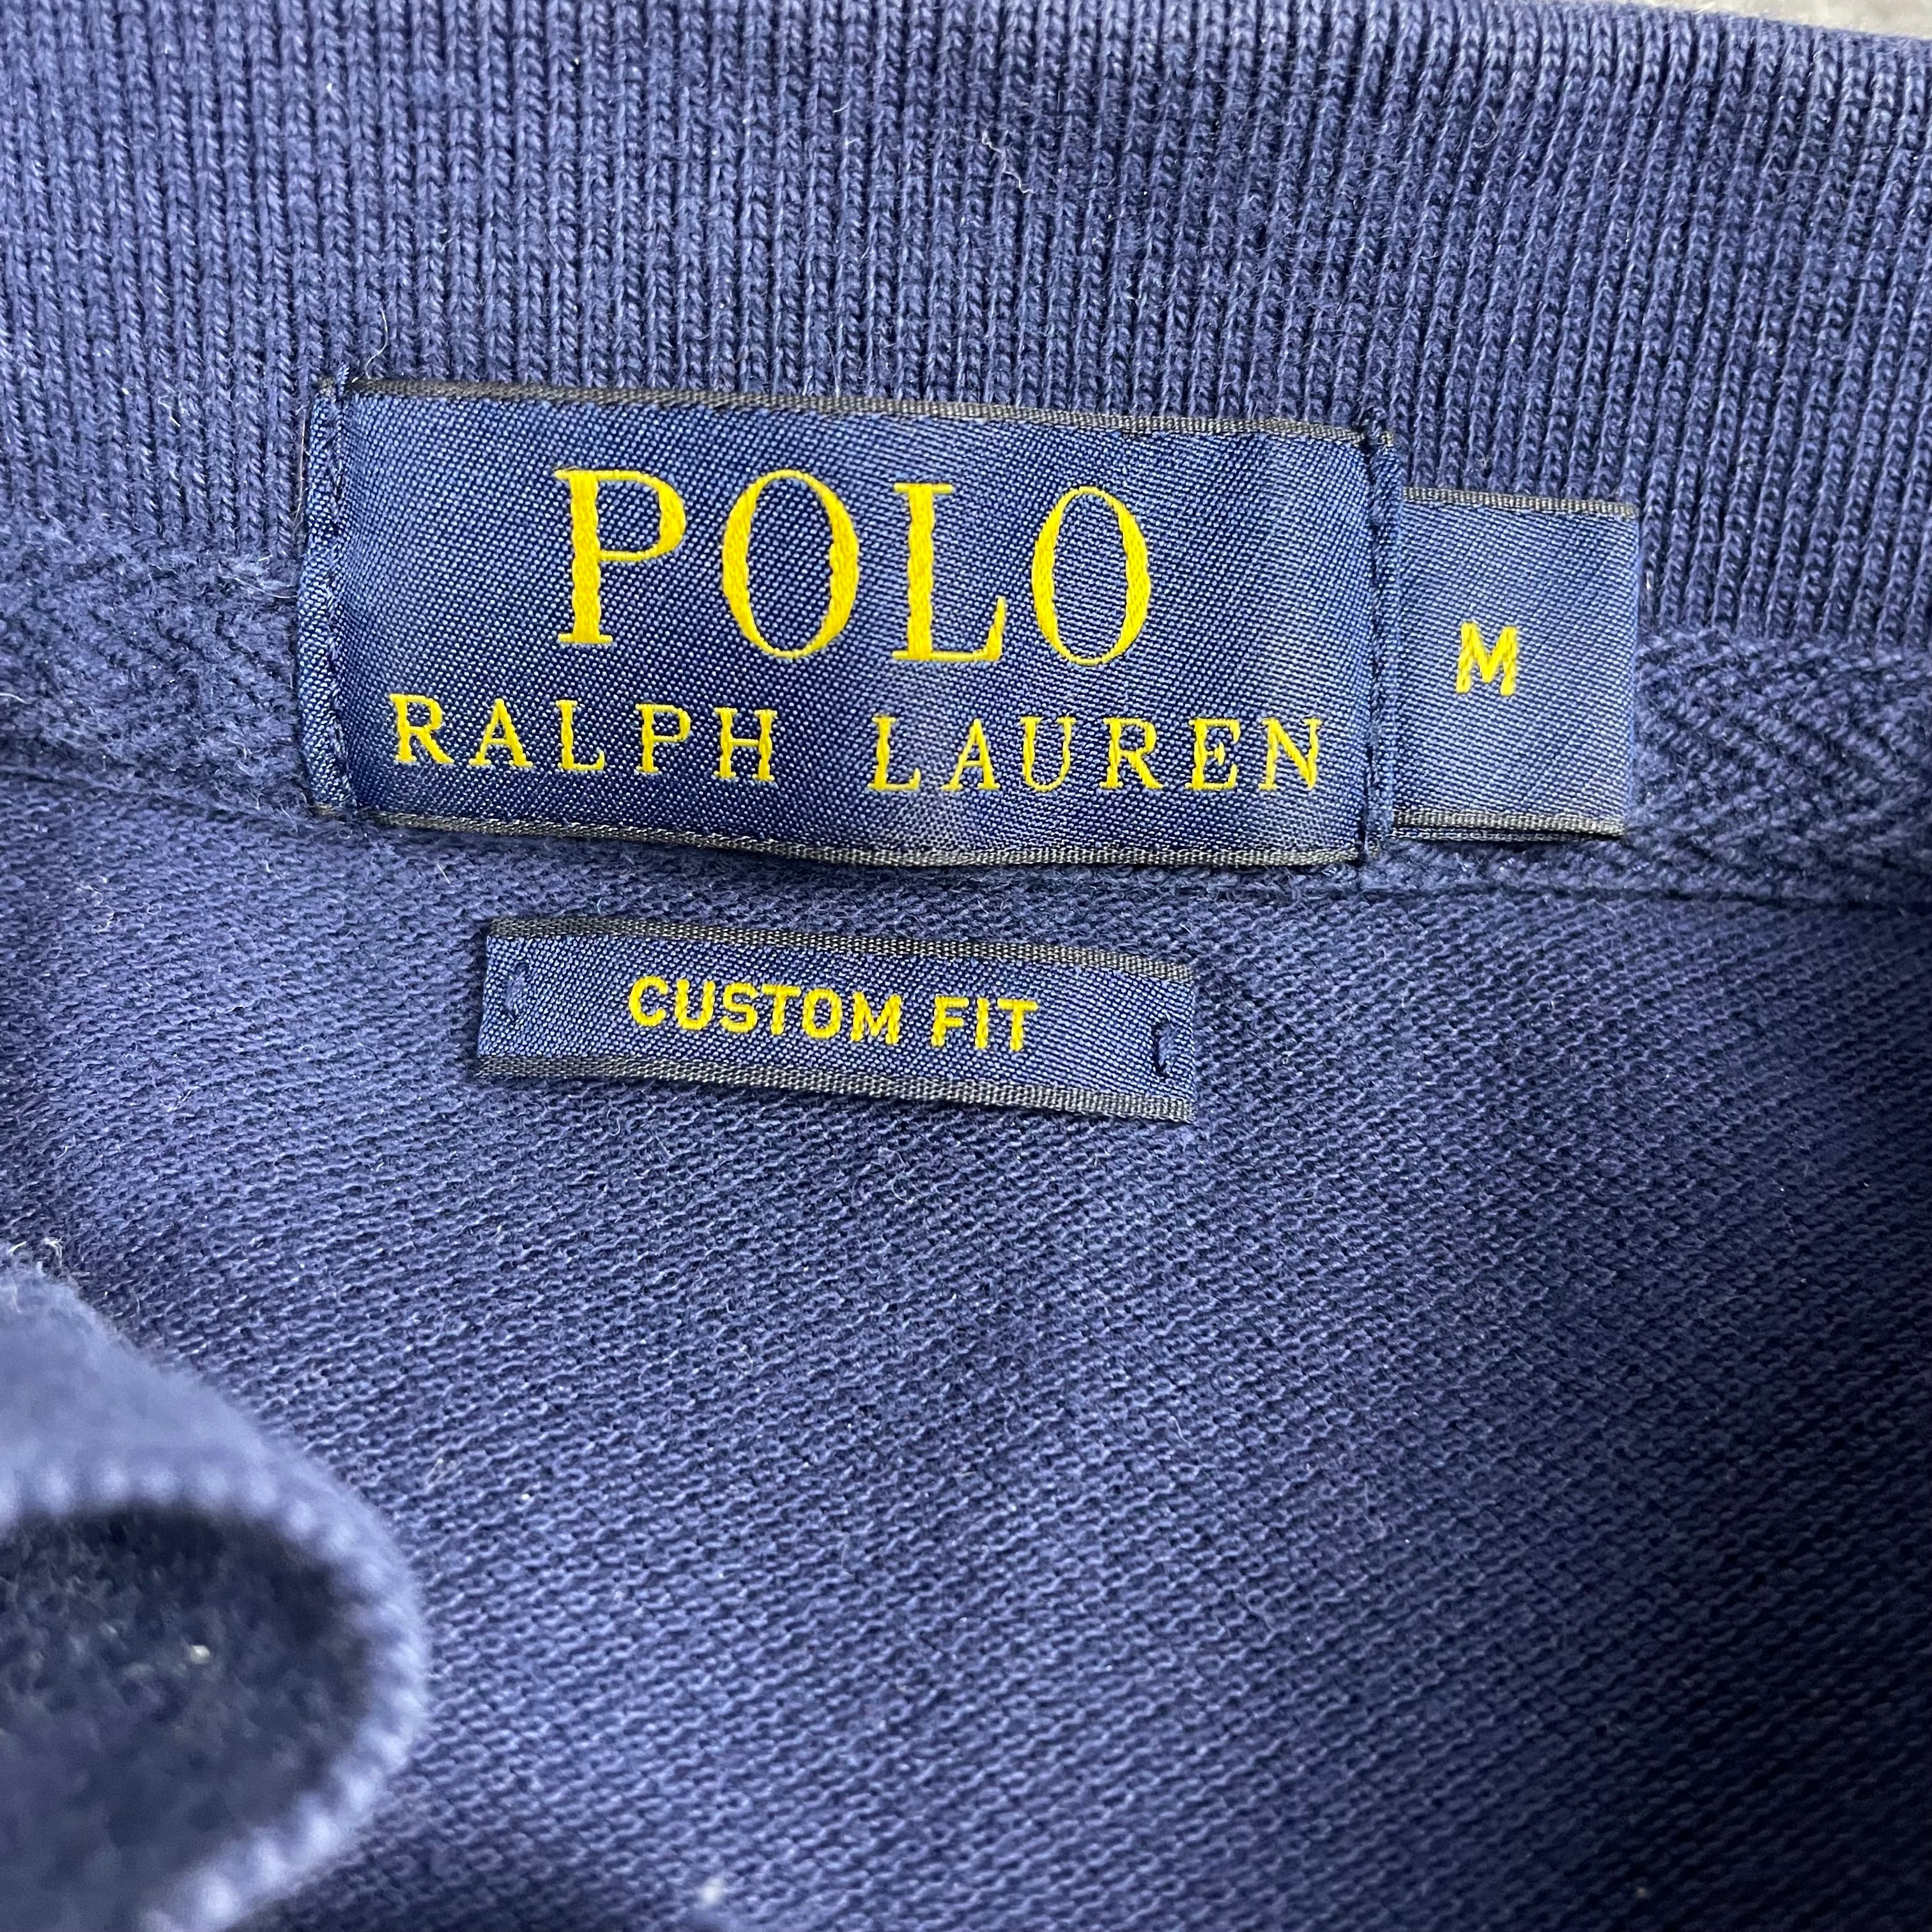 POLO
RALPH LAUREN
M
CUSTOM FIT